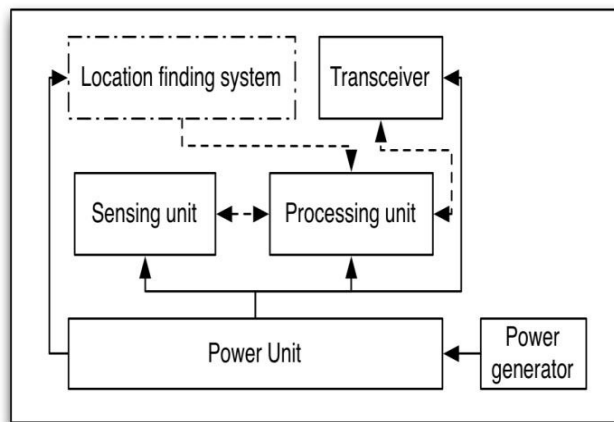 Location finding system
Transceiver
Sensing unit
Processing unit
Power Unit
Power
generator